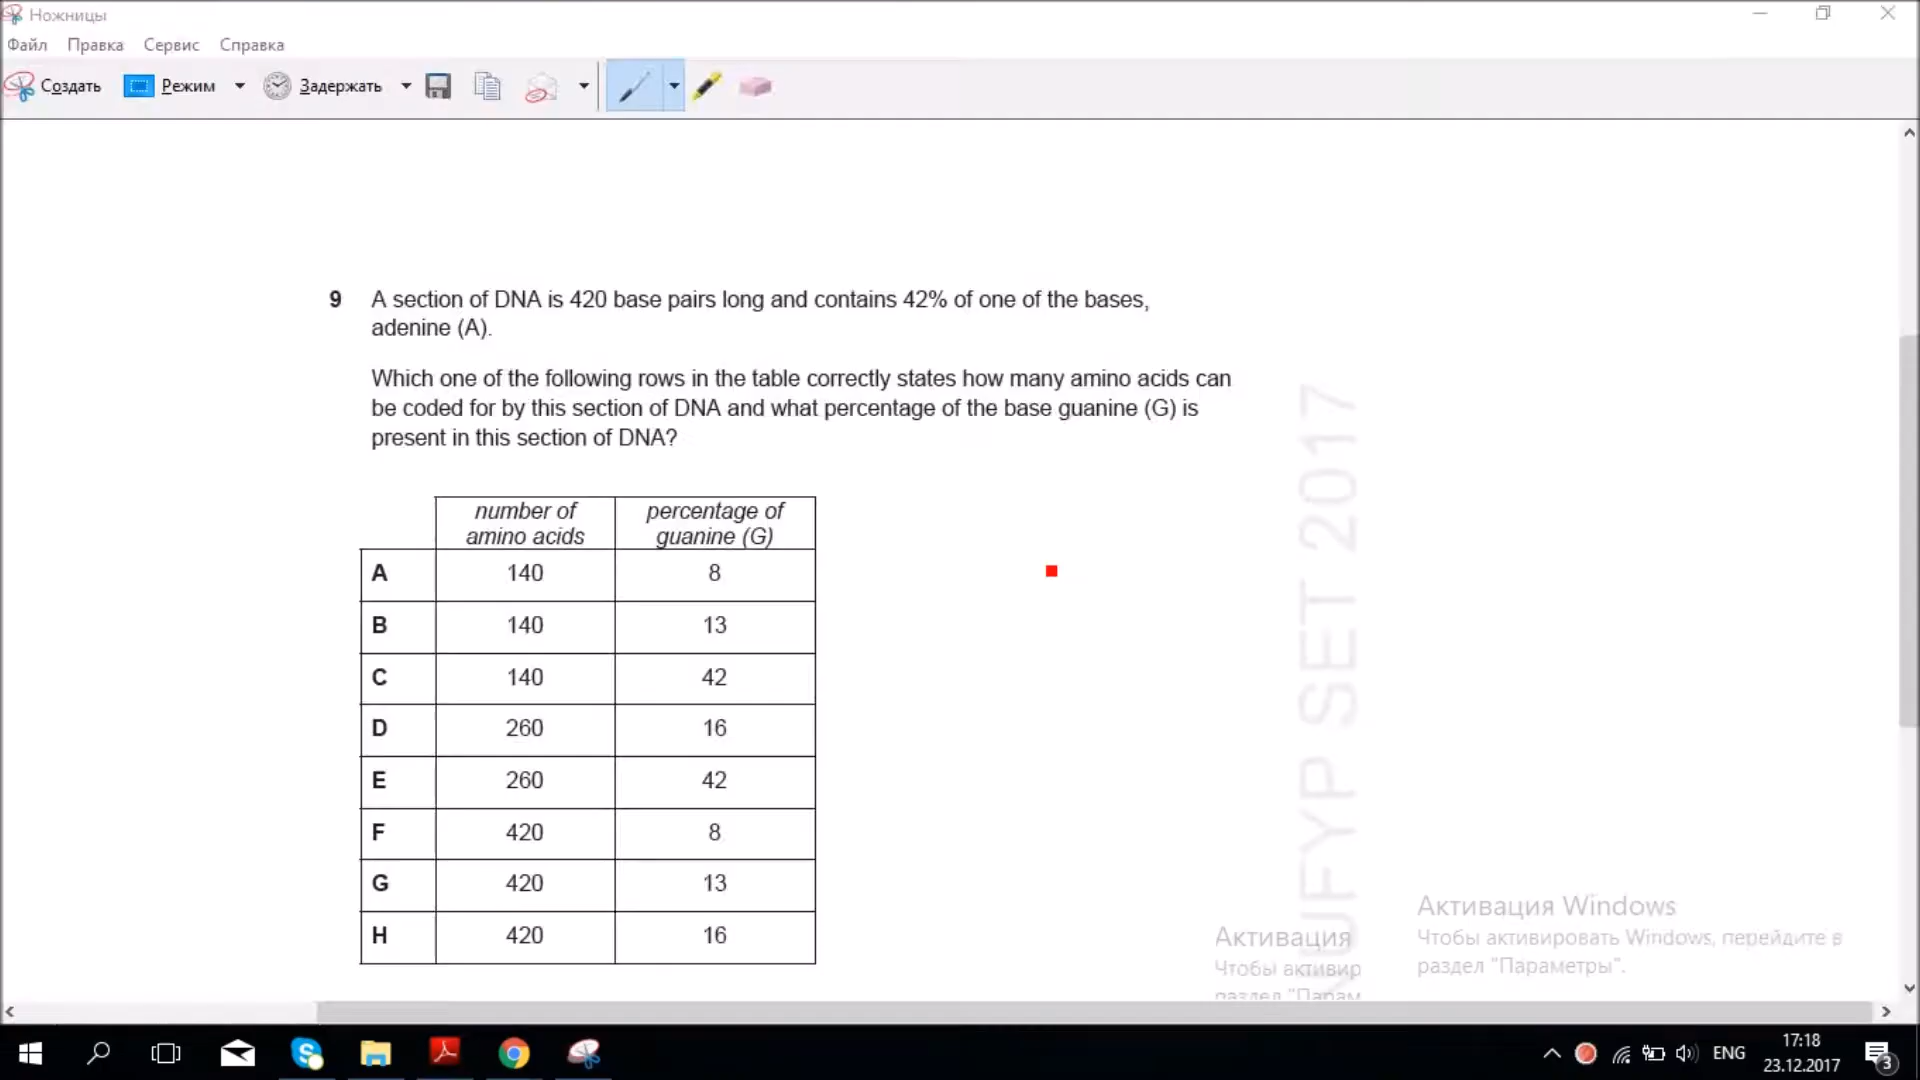 Ножницы
Файл Правка Сервис Справка
Создать Режим Задержать
9 A section of DNA is 420 base pairs long and contains 42% of one of the bases,
adenine (A).
Which one of the following rows in the table correctly states how many amino acids can
be coded for by this section of DNA and what percentage of the base guanine (G) is
present in this section of DNA?
number of amino acids percentage of guanine (G)
A 140 8
B 140 13
C 140 42
D 260 16
E 260 42
F 420 8
G 420 13
H 420 16
NUFYP SET 2017
Активация
Чтобы активир
раздел "Парам
Активация Windows
Чтобы активировать Windows, перейдите в
раздел "Параметры".
ENG
17:18
23.12.2017
3